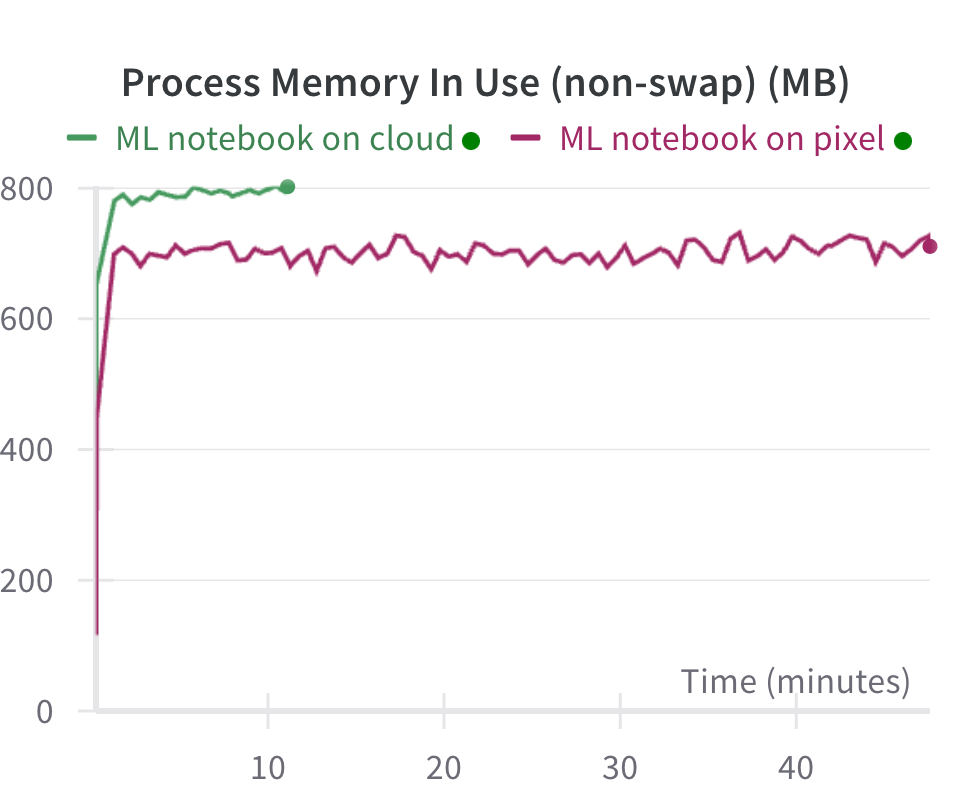 Process Memory In Use (non-swap) (MB)
ML notebook on cloud ML notebook on pixel
800
600
400
200
0
Time (minutes)
10 20 30 40